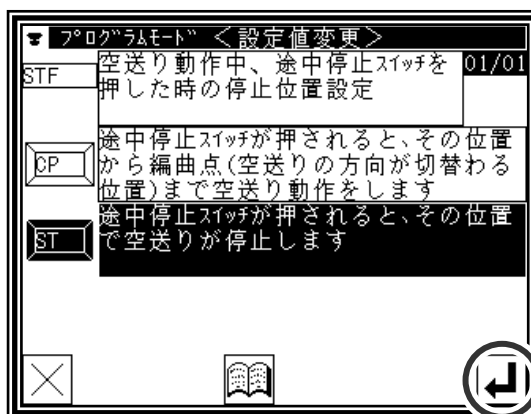 ﾌﾟﾛｸﾞﾗﾑﾓｰﾄﾞ ＜設定値変更＞
STF
空送り動作中、途中停止ｽｲｯﾁを
押した時の停止位置設定
01/01
CP
途中停止ｽｲｯﾁが押されると､その位置
から編曲点(空送りの方向が切替わる
位置)まで空送り動作をします
ST
途中停止ｽｲｯﾁが押されると､その位置
で空送りが停止します